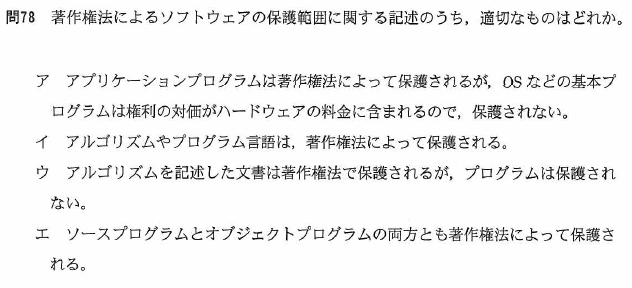 問78 著作権法によるソフトウェアの保護範囲に関する記述のうち，適切なものはどれか。
ア アプリケーションプログラムは著作権法によって保護されるが，OS などの基本プ
ログラムは権利の対価がハードウェアの料金に含まれるので，保護されない。
イ アルゴリズムやプログラム言語は，著作権法によって保護される。
ウ アルゴリズムを記述した文書は著作権法で保護されるが，プログラムは保護され
ない。
エ ソースプログラムとオブジェクトプログラムの両方とも著作権法によって保護さ
れる。